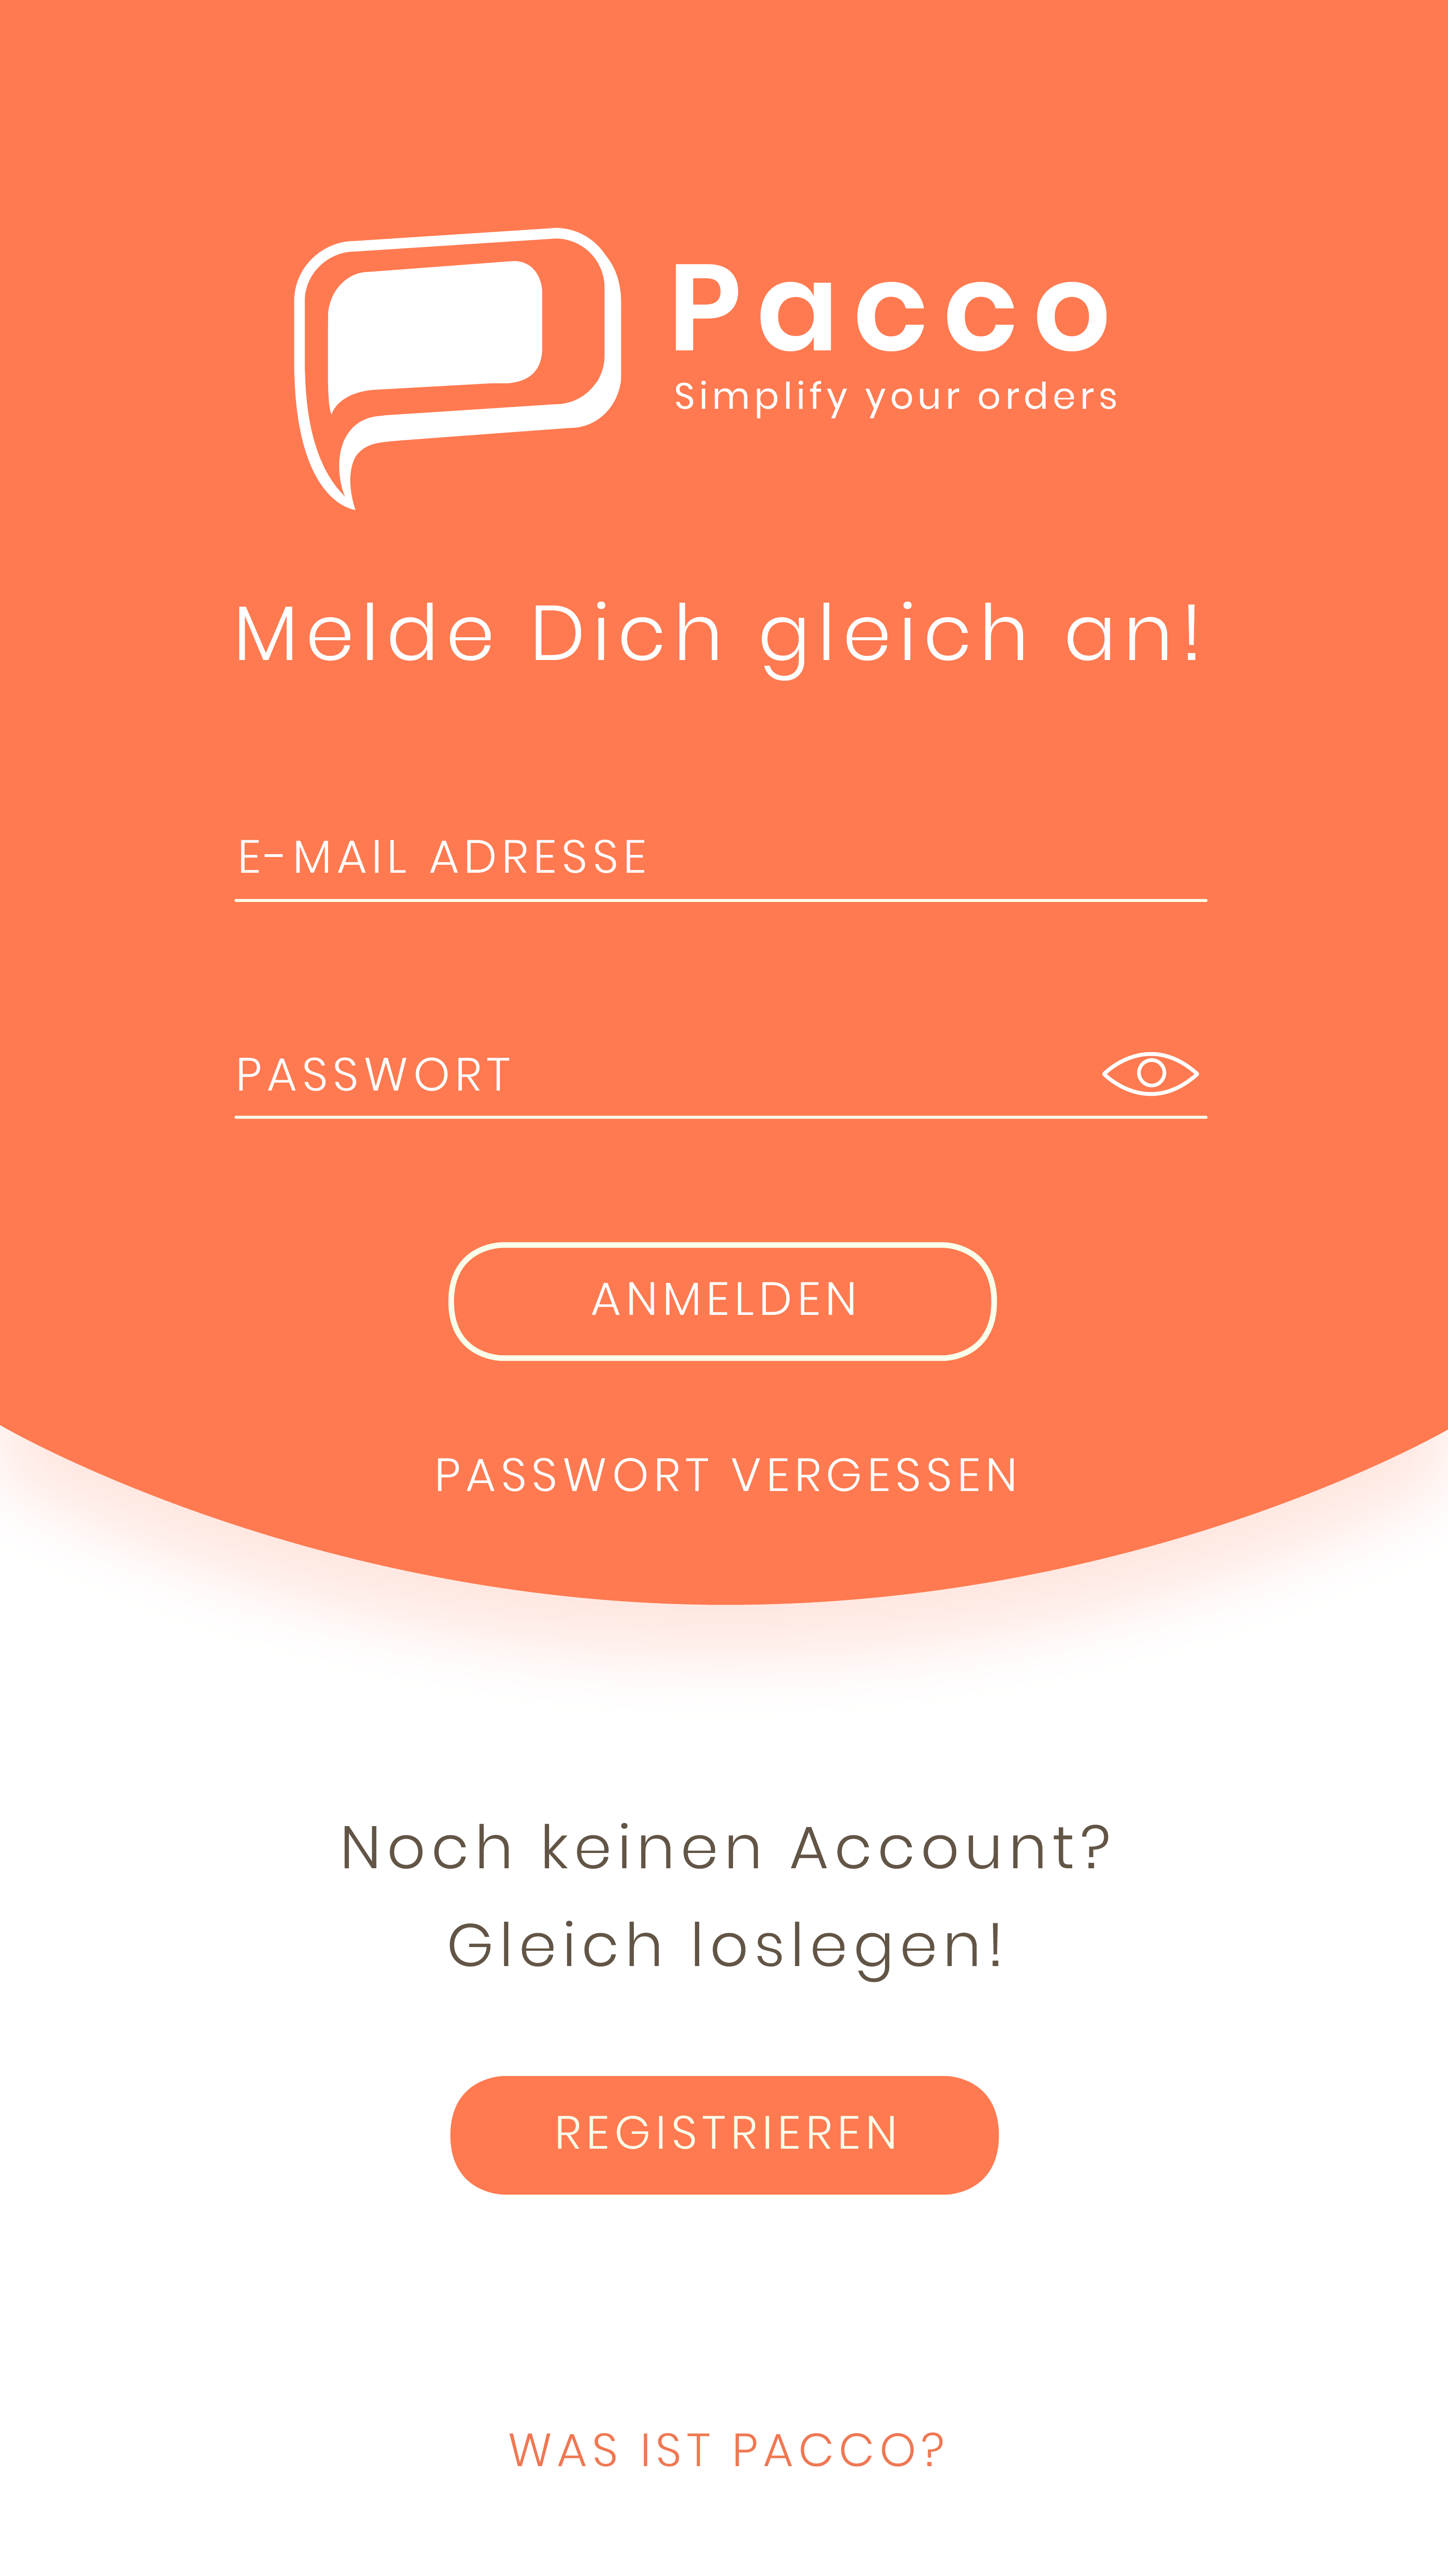 Pacco
Simplify your orders
Melde Dich gleich an!
E-MAIL ADRESSE
PASSWORT
ANMELDEN
PASSWORT VERGESSEN
Noch keinen Account?
Gleich loslegen!
REGISTRIEREN
WAS IST PACCO?